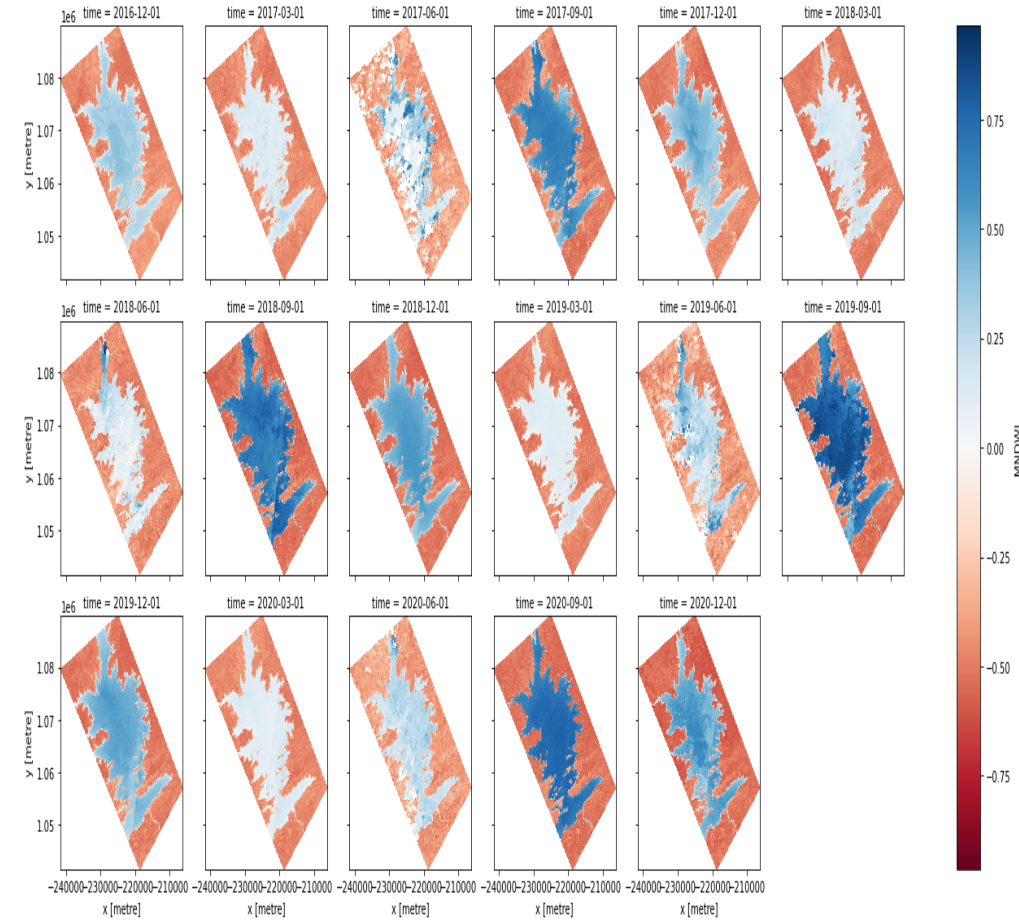 1e6 time = 2016-12-01 time = 2017-03-01 time = 2017-06-01 time = 2017-09-01 time = 2017-12-01 time = 2018-03-01
1.08
1.07
1.06
1.05
y [metre]
1e6 time = 2018-06-01 time = 2018-09-01 time = 2018-12-01 time = 2019-03-01 time = 2019-06-01 time = 2019-09-01
1.08
1.07
1.06
1.05
y [metre]
1e6 time = 2019-12-01 time = 2020-03-01 time = 2020-06-01 time = 2020-09-01 time = 2020-12-01
1.08
1.07
1.06
1.05
y [metre]
−240000 −230000 −220000 −210000 −240000 −230000 −220000 −210000 −240000 −230000 −220000 −210000 −240000 −230000 −220000 −210000 −240000 −230000 −220000 −210000
x [metre] x [metre] x [metre] x [metre] x [metre]
0.75
0.50
0.25
0.00
−0.25
−0.50
−0.75